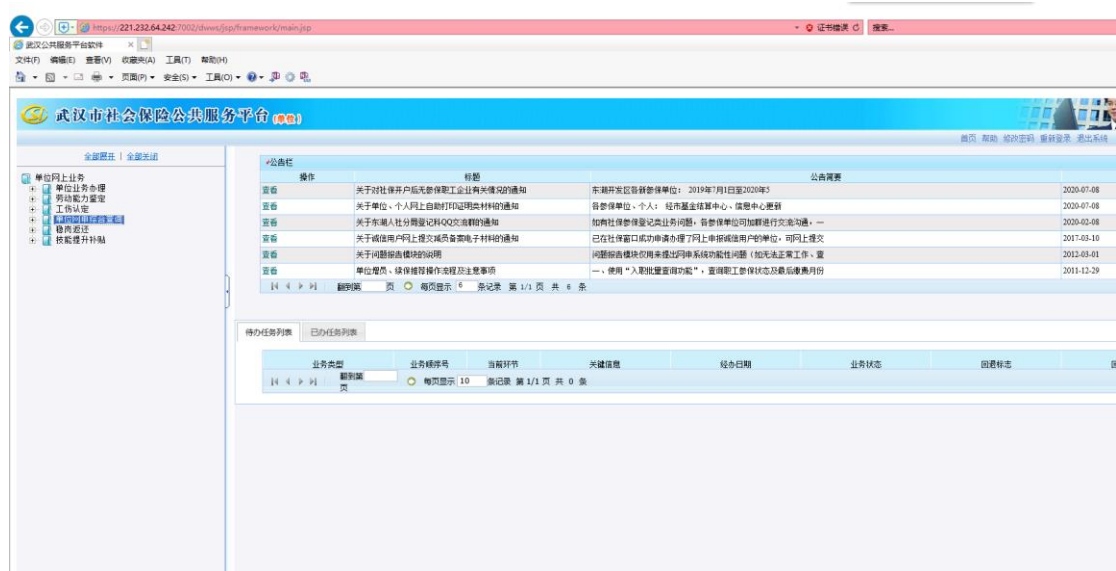 https://221.232.64.242:7002/dwws/jsp/framework/main.jsp
证书错误
搜索...
武汉公共服务平台软件
文件(F) 编辑(E) 查看(V) 收藏夹(A) 工具(T) 帮助(H)
页面(P) 安全(S) 工具(O)
武汉市社会保险公共服务平台(单位)
首页 帮助 修改密码 重新登录 退出系统
全部展开 | 全部关闭
单位网上业务
单位业务办理
劳动能力鉴定
工伤认定
稳岗返还
技能提升补贴
公告栏
操作 标题 公告简要
查看 关于对社保开户后无参保职工企业有关情况的通知 东湖开发区各新参保单位： 2019年7月1日至2020年5 2020-07-08
查看 关于单位、个人网上自助打印证明类材料的通知 各参保单位、个人： 经市基金结算中心、信息中心更新 2020-07-08
查看 关于东湖人社分局登记科QQ交流群的通知 如有社保参保登记类业务问题，各参保单位可加群进行交流沟通，一 2020-02-08
查看 关于诚信用户网上提交减员备案电子材料的通知 已在社保窗口成功申请办理了网上申报诚信用户的单位，可网上提交 2017-03-10
查看 关于问题报告模块的说明 问题报告模块仅用来提出网申系统功能性问题（如无法正常工作、查 2012-03-01
查看 单位增员、续保推荐操作流程及注意事项 一、使用“入职批量查询功能”，查询职工参保状态及最后缴费月份 2011-12-29
翻到第 页 每页显示 6 条记录 第 1/1 页 共 6 条
待办任务列表 已办任务列表
业务类型 业务顺序号 当前环节 关键信息 经办日期 业务状态 回退标志
翻到第 页 每页显示 10 条记录 第 1/1 页 共 0 条